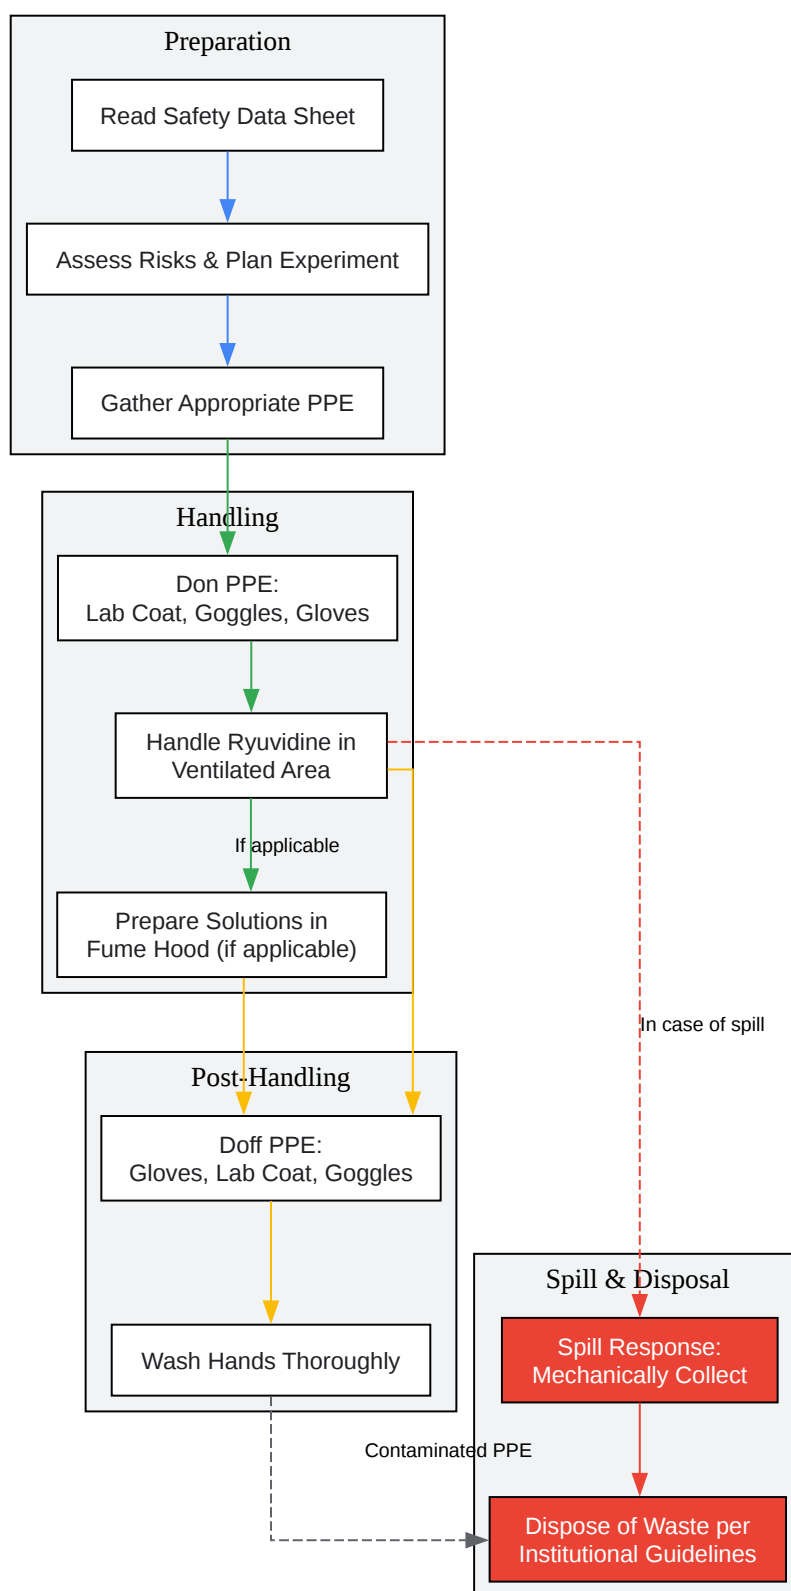 Preparation
Read Safety Data Sheet
Assess Risks & Plan Experiment
Gather Appropriate PPE
Handling
Don PPE:
Lab Coat, Goggles, Gloves
Handle Ryuvidine in
Ventilated Area
If applicable
Prepare Solutions in
Fume Hood (if applicable)
In case of spill
Post-Handling
Doff PPE:
Gloves, Lab Coat, Goggles
Wash Hands Thoroughly
Spill & Disposal
Spill Response:
Mechanically Collect
Contaminated PPE
Dispose of Waste per
Institutional Guidelines